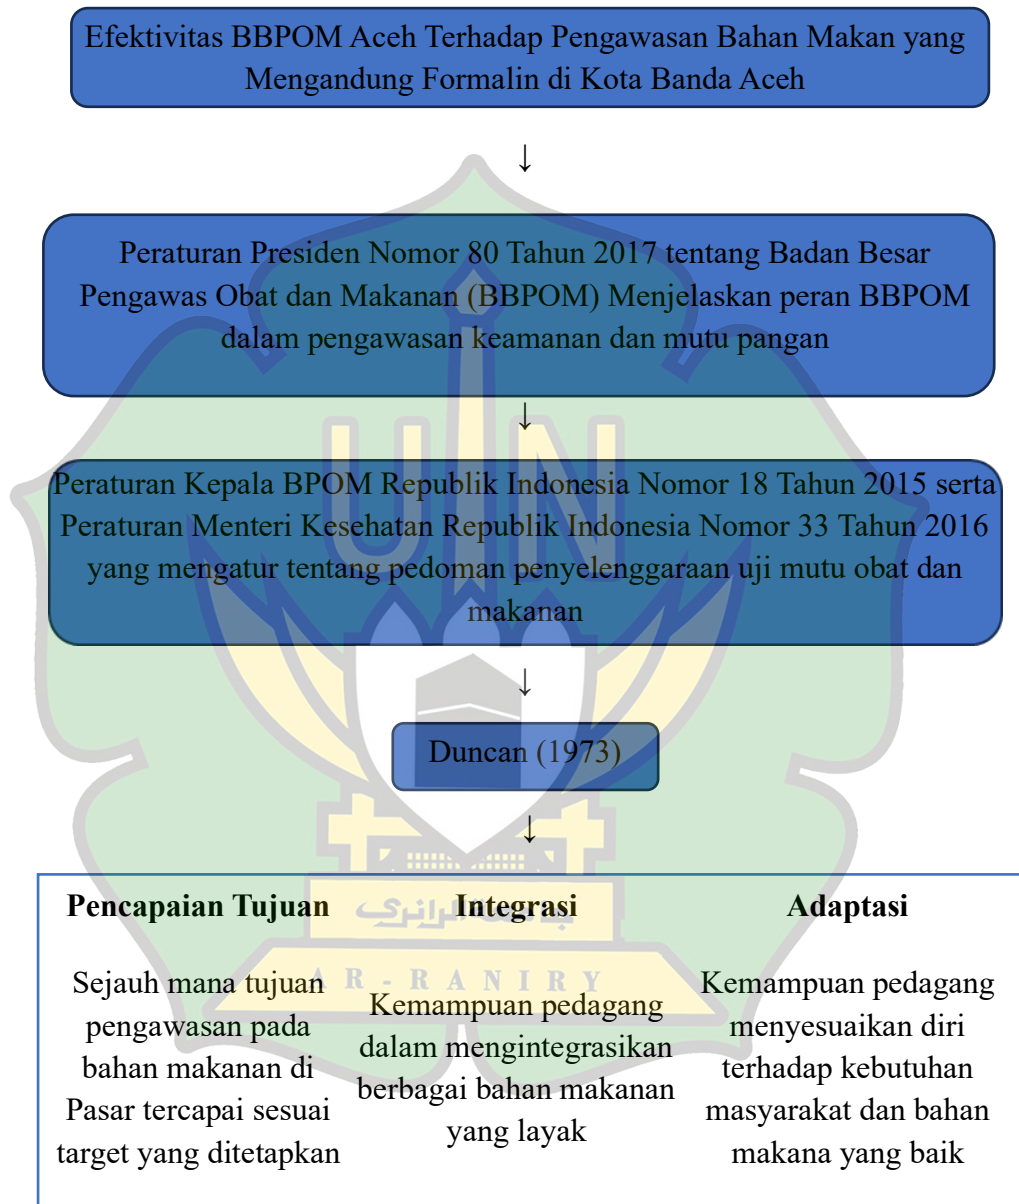 Efektivitas BBPOM Aceh Terhadap Pengawasan Bahan Makan yang
Mengandung Formalin di Kota Banda Aceh
↓
Peraturan Presiden Nomor 80 Tahun 2017 tentang Badan Besar
Pengawas Obat dan Makanan (BBPOM) Menjelaskan peran BBPOM
dalam pengawasan keamanan dan mutu pangan
↓
UIN
Peraturan Kepala BPOM Republik Indonesia Nomor 18 Tahun 2015 serta
Peraturan Menteri Kesehatan Republik Indonesia Nomor 33 Tahun 2016
yang mengatur tentang pedoman penyelenggaraan uji mutu obat dan
makanan
↓
Duncan (1973)
↓
Pencapaian Tujuan
Sejauh mana tujuan
pengawasan pada
bahan makanan di
Pasar tercapai sesuai
target yang ditetapkan
Integrasi
Kemampuan pedagang
dalam mengintegrasikan
berbagai bahan makanan
yang layak
Adaptasi
Kemampuan pedagang
menyesuaikan diri
terhadap kebutuhan
masyarakat dan bahan
makana yang baik
جامعة الرانري
AR-RANIRY